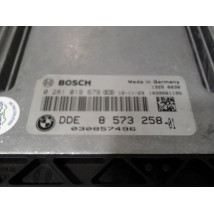 BOSCH
Made in Germany
0 281 019 679
DDE 8 573 258 -01
030857496